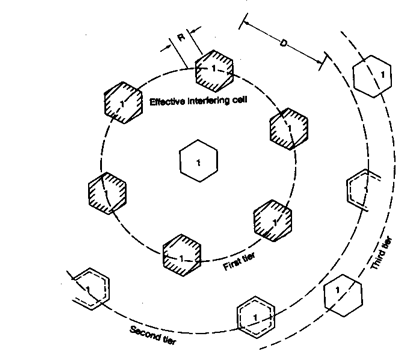 R
D
1
1
1
Effective interfering cell
1
1
1
1
1
1
First tier
Third tier
1
1
1
Second tier